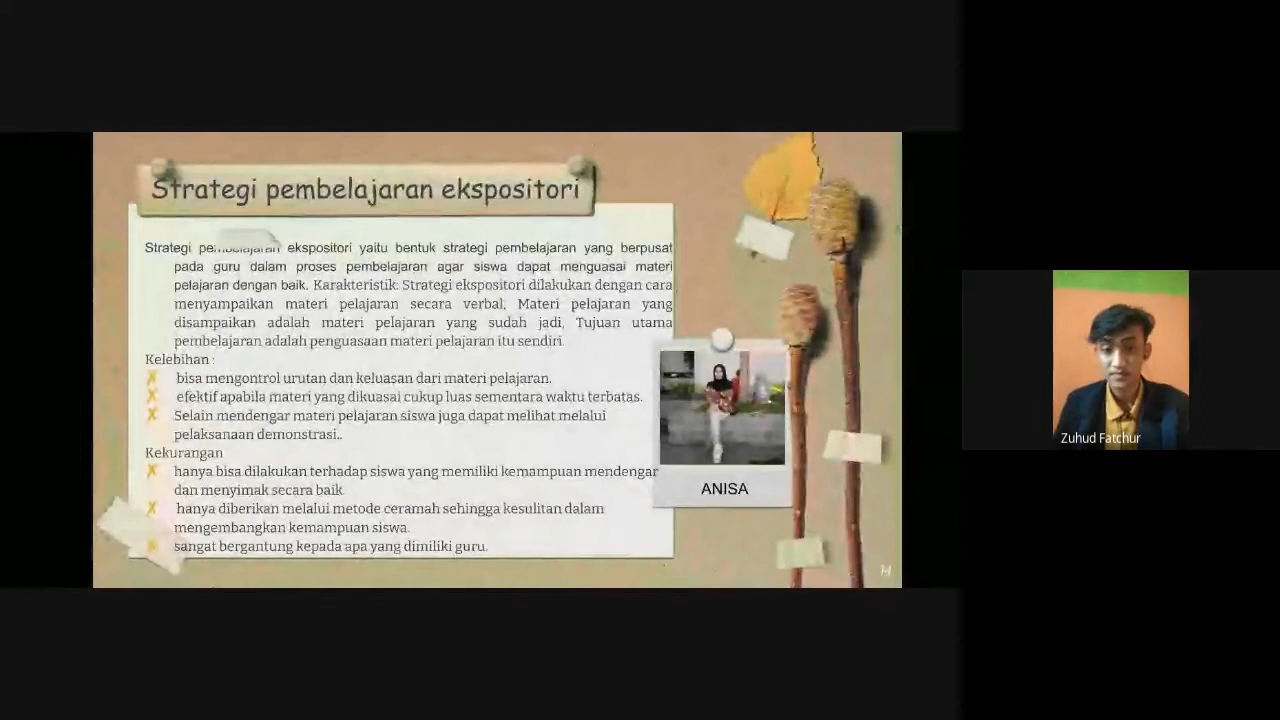 Strategi pembelajaran ekspositori
Strategi pembelajaran ekspositori yaitu bentuk strategi pembelajaran yang berpusat
pada guru dalam proses pembelajaran agar siswa dapat menguasai materi
pelajaran dengan baik. Karakteristik: Strategi ekspositori dilakukan dengan cara
menyampaikan materi pelajaran secara verbal, Materi pelajaran yang
disampaikan adalah materi pelajaran yang sudah jadi, Tujuan utama
pembelajaran adalah penguasaan materi pelajaran itu sendiri.
Kelebihan :
✗ bisa mengontrol urutan dan keluasan dari materi pelajaran.
✗ efektif apabila materi yang dikuasai cukup luas sementara waktu terbatas.
✗ Selain mendengar materi pelajaran siswa juga dapat melihat melalui
pelaksanaan demonstrasi..
Kekurangan
✗ hanya bisa dilakukan terhadap siswa yang memiliki kemampuan mendengar
dan menyimak secara baik.
✗ hanya diberikan melalui metode ceramah sehingga kesulitan dalam
mengembangkan kemampuan siswa.
✗ sangat bergantung kepada apa yang dimiliki guru.
ANISA
14
Zuhud Fatchur